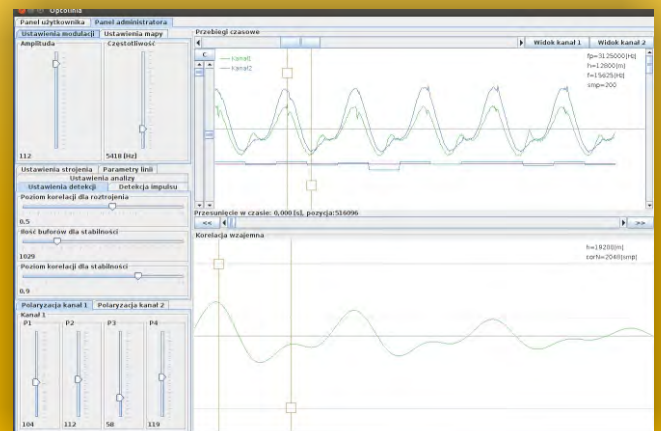 Opcolinia
Panel użytkownika Panel administratora
Ustawienia modulacji Ustawienia mapy
Amplituda Częstotliwość
112 5418 [Hz]
Ustawienia strojenia Parametry linii
Ustawienia analizy
Ustawienia detekcji Detekcja impulsu
Poziom korelacji dla roztrojenia
0.5
Ilość buforów dla stabilności
1029
Poziom korelacji dla stabilności
0.9
Polaryzacja kanał 1 Polaryzacja kanał 2
Kanał 1
P1 P2 P3 P4
104 112 58 119
Przebiegi czasowe
Widok kanał 1 Widok kanał 2
C
Kanał1
Kanał2
fp=3125000[Hz]
h=12800[m]
f=15625[Hz]
smp=200
Przesunięcie w czasie: 0,000 [s], pozycja:516096
<< >>
Korelacja wzajemna
h=19200[m]
corN=2048[smp]